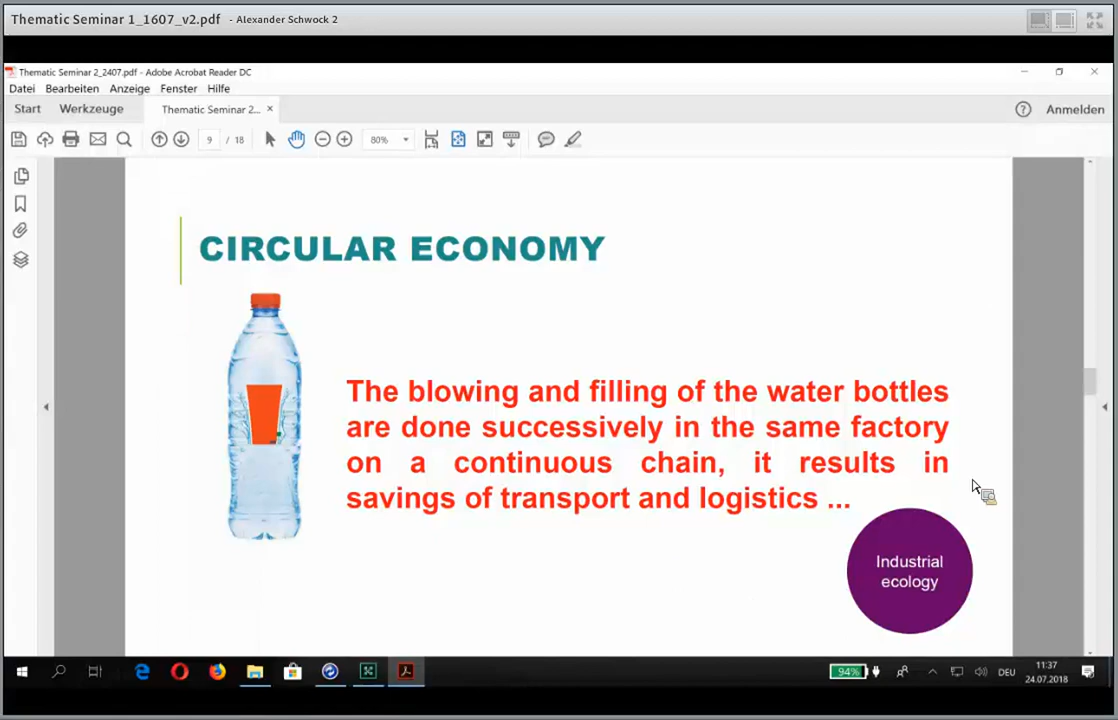 Thematic Seminar 1_1607_v2.pdf - Alexander Schwock 2
Thematic Seminar 2_2407.pdf - Adobe Acrobat Reader DC
Datei Bearbeiten Anzeige Fenster Hilfe
Start Werkzeuge Thematic Seminar 2... × Anmelden
9 / 18 80%
CIRCULAR ECONOMY
The blowing and filling of the water bottles
are done successively in the same factory
on a continuous chain, it results in
savings of transport and logistics ...
Industrial
ecology
94% DEU 11:37
24.07.2018